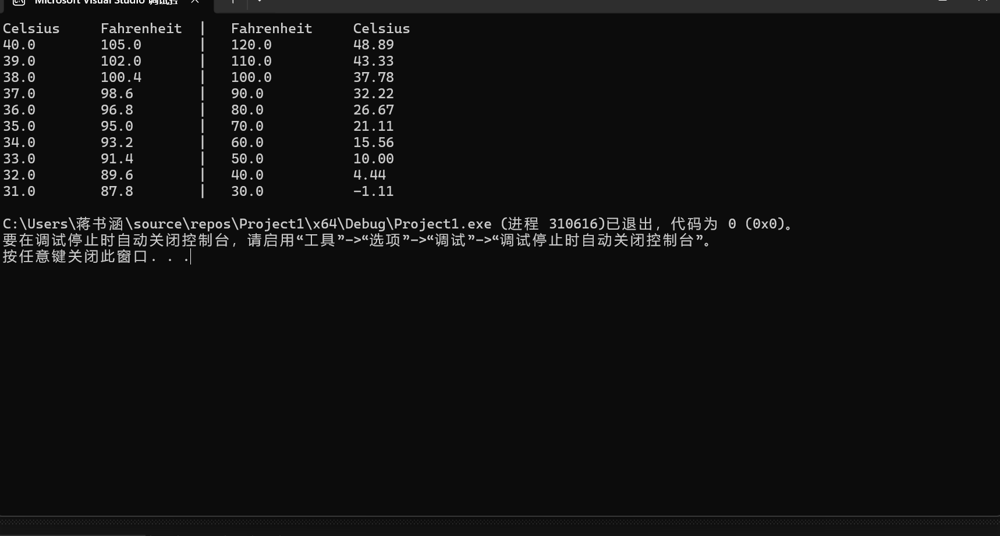 Microsoft Visual Studio 调试控
Celsius Fahrenheit | Fahrenheit Celsius
40.0 105.0 | 120.0 48.89
39.0 102.0 | 110.0 43.33
38.0 100.4 | 100.0 37.78
37.0 98.6 | 90.0 32.22
36.0 96.8 | 80.0 26.67
35.0 95.0 | 70.0 21.11
34.0 93.2 | 60.0 15.56
33.0 91.4 | 50.0 10.00
32.0 89.6 | 40.0 4.44
31.0 87.8 | 30.0 -1.11
C:\Users\蒋书涵\source\repos\Project1\x64\Debug\Project1.exe (进程 310616)已退出，代码为 0 (0x0)。
要在调试停止时自动关闭控制台，请启用“工具”->“选项”->“调试”->“调试停止时自动关闭控制台”。
按任意键关闭此窗口. . .